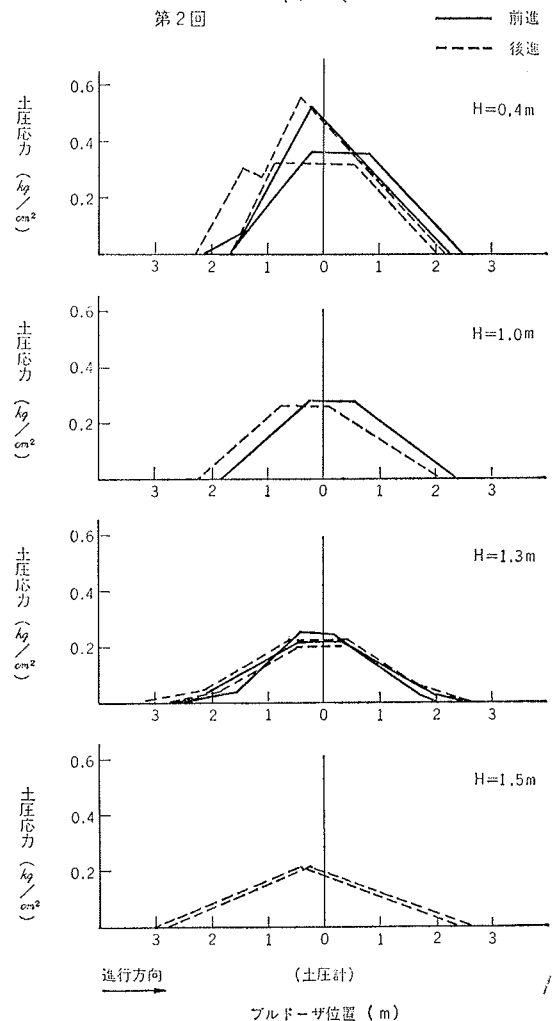 第2回
前進
後進
土圧応力(kg/cm²)
H=0.4m
0.6
0.4
0.2
3 2 1 0 1 2 3
土圧応力(kg/cm²)
H=1.0m
0.6
0.4
0.2
3 2 1 0 1 2 3
土圧応力(kg/cm²)
H=1.3m
0.6
0.4
0.2
3 2 1 0 1 2 3
土圧応力(kg/cm²)
H=1.5m
0.6
0.4
0.2
3 2 1 0 1 2 3
進行方向
(土圧計)
ブルドーザ位置(m)